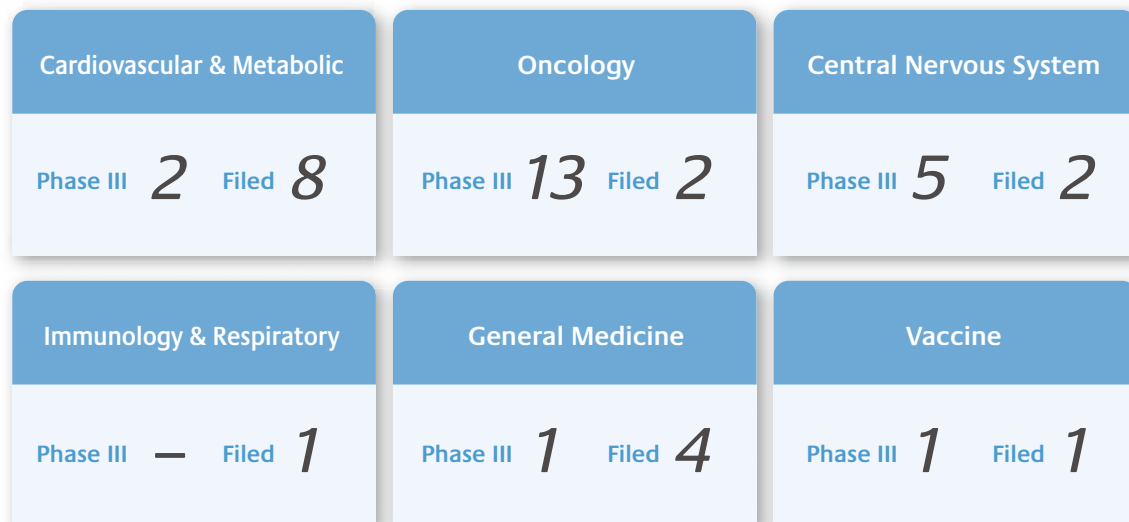 Cardiovascular & Metabolic
Phase III 2 Filed 8
Oncology
Phase III 13 Filed 2
Central Nervous System
Phase III 5 Filed 2
Immunology & Respiratory
Phase III – Filed 1
General Medicine
Phase III 1 Filed 4
Vaccine
Phase III 1 Filed 1